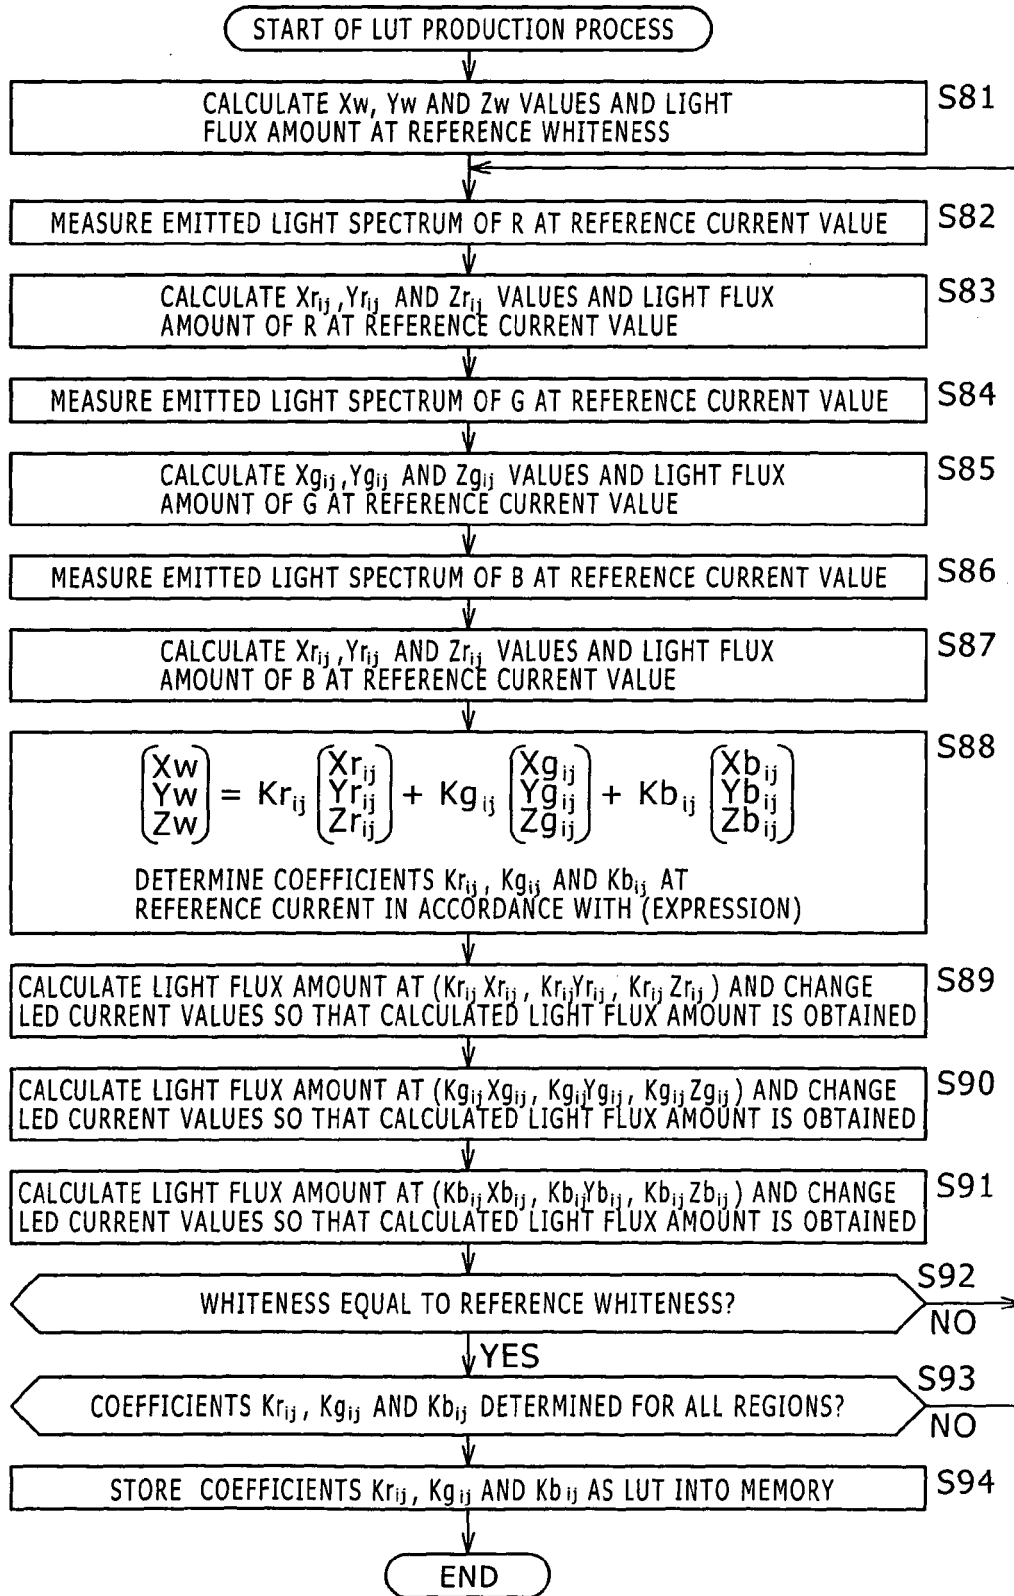 START OF LUT PRODUCTION PROCESS
CALCULATE Xw, Yw AND Zw VALUES AND LIGHT
FLUX AMOUNT AT REFERENCE WHITENESS
S81
MEASURE EMITTED LIGHT SPECTRUM OF R AT REFERENCE CURRENT VALUE
S82
CALCULATE Xrij,Yrij AND Zrij VALUES AND LIGHT FLUX
AMOUNT OF R AT REFERENCE CURRENT VALUE
S83
MEASURE EMITTED LIGHT SPECTRUM OF G AT REFERENCE CURRENT VALUE
S84
CALCULATE Xgij,Ygij AND Zgij VALUES AND LIGHT FLUX
AMOUNT OF G AT REFERENCE CURRENT VALUE
S85
MEASURE EMITTED LIGHT SPECTRUM OF B AT REFERENCE CURRENT VALUE
S86
CALCULATE Xrij,Yrij AND Zrij VALUES AND LIGHT FLUX
AMOUNT OF B AT REFERENCE CURRENT VALUE
S87
S88
Xw Xrij Xgij Xbij
Yw = Krij Yrij + Kgij Ygij + Kbij Ybij
Zw Zrij Zgij Zbij
DETERMINE COEFFICIENTS Krij, Kgij AND Kbij AT
REFERENCE CURRENT IN ACCORDANCE WITH (EXPRESSION)
CALCULATE LIGHT FLUX AMOUNT AT (Krij Xrij, KrijYrij, Krij Zrij) AND CHANGE
LED CURRENT VALUES SO THAT CALCULATED LIGHT FLUX AMOUNT IS OBTAINED
S89
CALCULATE LIGHT FLUX AMOUNT AT (KgijXgij, KgijYgij, KgijZgij) AND CHANGE
LED CURRENT VALUES SO THAT CALCULATED LIGHT FLUX AMOUNT IS OBTAINED
S90
CALCULATE LIGHT FLUX AMOUNT AT (KbijXbij, KbijYbij, KbijZbij) AND CHANGE
LED CURRENT VALUES SO THAT CALCULATED LIGHT FLUX AMOUNT IS OBTAINED
S91
WHITENESS EQUAL TO REFERENCE WHITENESS?
S92
NO
YES
COEFFICIENTS Krij, Kgij AND Kbij DETERMINED FOR ALL REGIONS?
S93
NO
STORE COEFFICIENTS Krij, Kgij AND Kbij AS LUT INTO MEMORY
S94
END